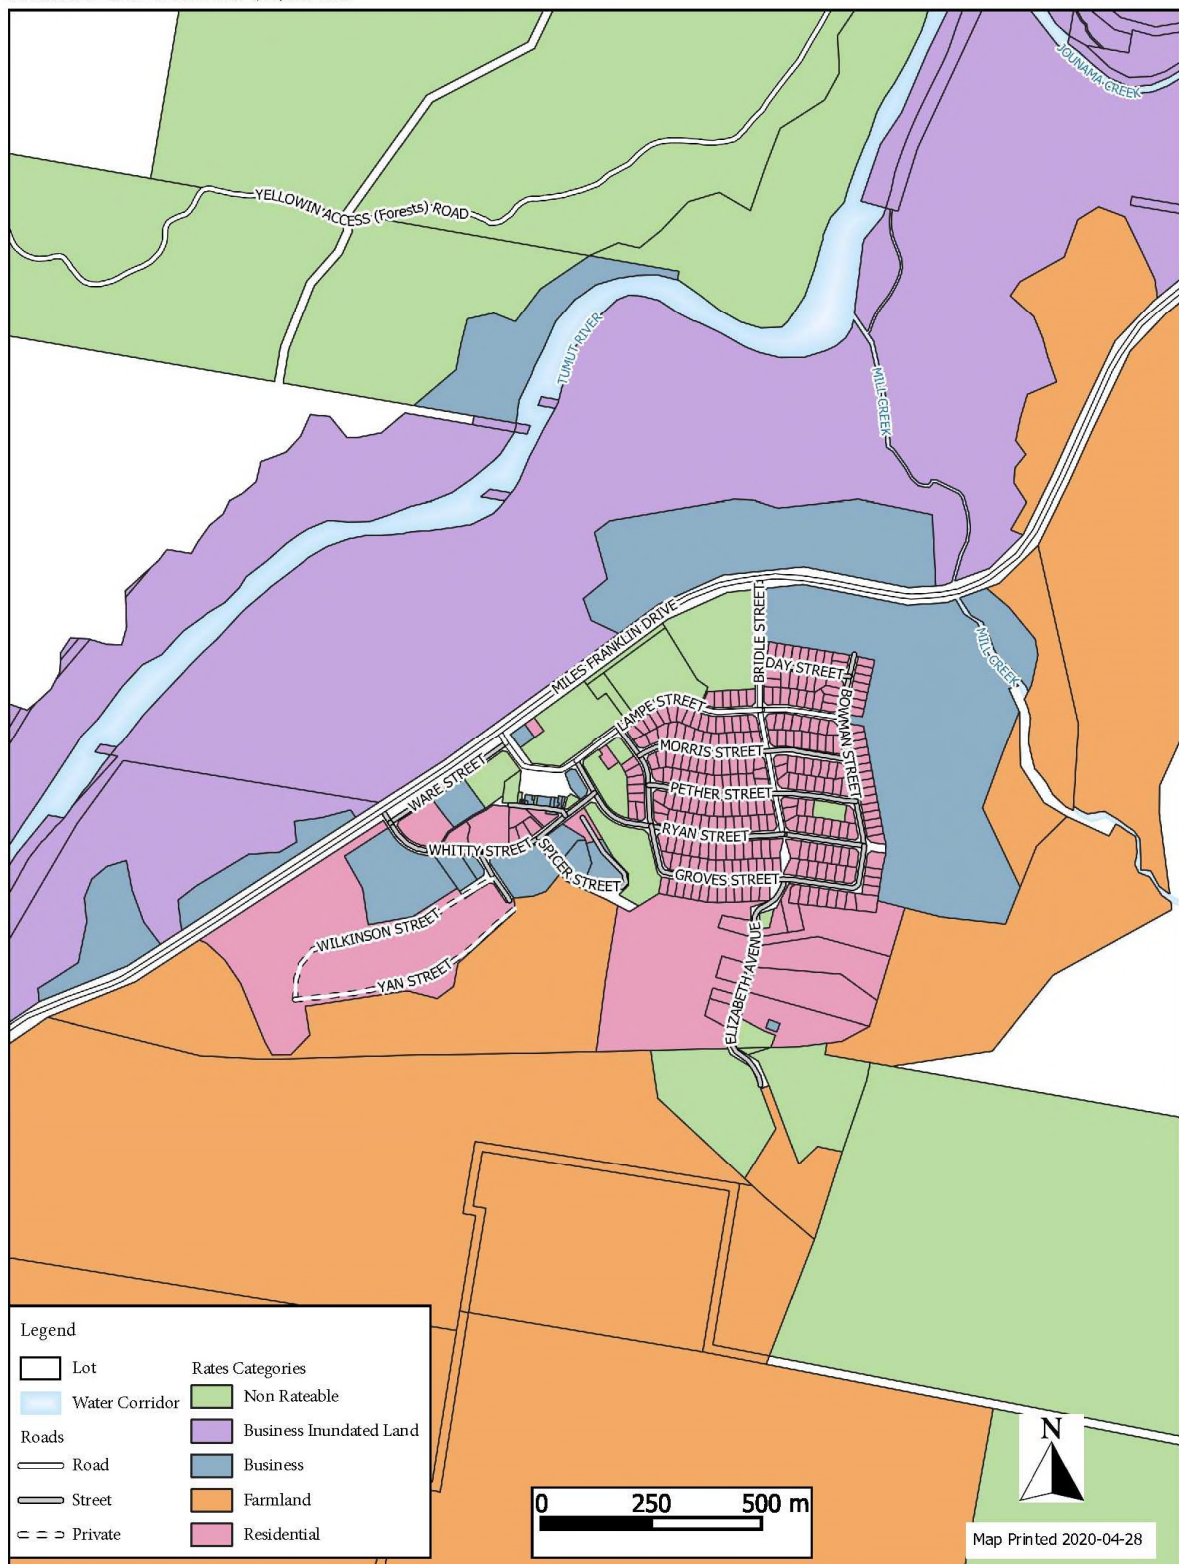 JOUNAMA CREEK
YELLOWIN ACCESS (Forests) ROAD
TUMUT RIVER
MILL CREEK
MILES FRANKLIN DRIVE
BRIDLE STREET
DAY STREET
MILL CREEK
BOWMAN STREET
LAMPE STREET
MORRIS STREET
WARE STREET
PETHER STREET
RYAN STREET
WHITTY STREET
SPICER STREET
GROVES STREET
WILKINSON STREET
YAN STREET
ELIZABETH AVENUE
Legend
Lot
Water Corridor
Roads
Road
Street
Private
Rates Categories
Non Rateable
Business Inundated Land
Business
Farmland
Residential
0 250 500 m
N
Map Printed 2020-04-28